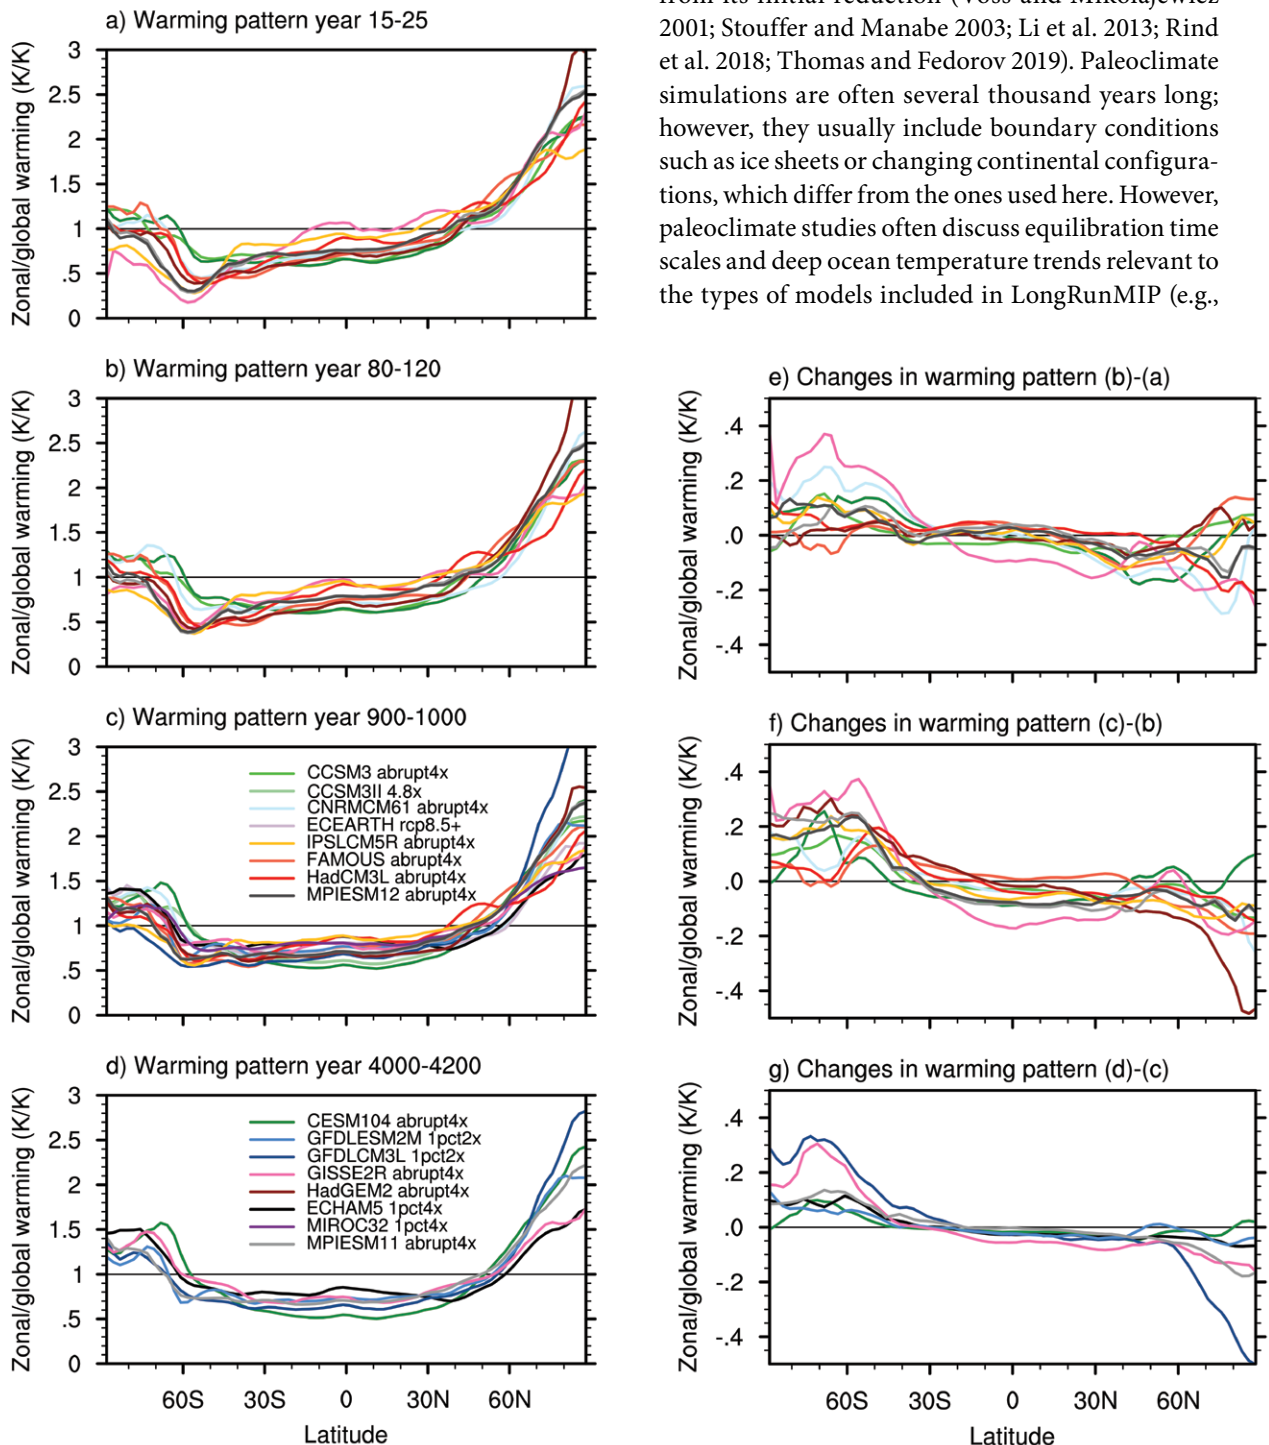 from its initial reduction (Voss and Mikolajewicz
2001; Stouffer and Manabe 2003; Li et al. 2013; Rind
et al. 2018; Thomas and Fedorov 2019). Paleoclimate
simulations are often several thousand years long;
however, they usually include boundary conditions
such as ice sheets or changing continental configura-
tions, which differ from the ones used here. However,
paleoclimate studies often discuss equilibration time
scales and deep ocean temperature trends relevant to
the types of models included in LongRunMIP (e.g.,
a) Warming pattern year 15-25
Zonal/global warming (K/K)
3
2.5
2
1.5
1
.5
0
b) Warming pattern year 80-120
Zonal/global warming (K/K)
3
2.5
2
1.5
1
.5
0
c) Warming pattern year 900-1000
Zonal/global warming (K/K)
3
2.5
2
1.5
1
.5
0
CCSM3 abrupt4x
CCSM3II 4.8x
CNRMCM61 abrupt4x
ECEARTH rcp8.5+
IPSLCM5R abrupt4x
FAMOUS abrupt4x
HadCM3L abrupt4x
MPIESM12 abrupt4x
d) Warming pattern year 4000-4200
Zonal/global warming (K/K)
3
2.5
2
1.5
1
.5
0
CESM104 abrupt4x
GFDLESM2M 1pct2x
GFDLCM3L 1pct2x
GISSE2R abrupt4x
HadGEM2 abrupt4x
ECHAM5 1pct4x
MIROC32 1pct4x
MPIESM11 abrupt4x
60S 30S 0 30N 60N
Latitude
e) Changes in warming pattern (b)-(a)
Zonal/global warming (K/K)
.4
.2
.0
-.2
-.4
f) Changes in warming pattern (c)-(b)
Zonal/global warming (K/K)
.4
.2
.0
-.2
-.4
g) Changes in warming pattern (d)-(c)
Zonal/global warming (K/K)
.4
.2
.0
-.2
-.4
60S 30S 0 30N 60N
Latitude